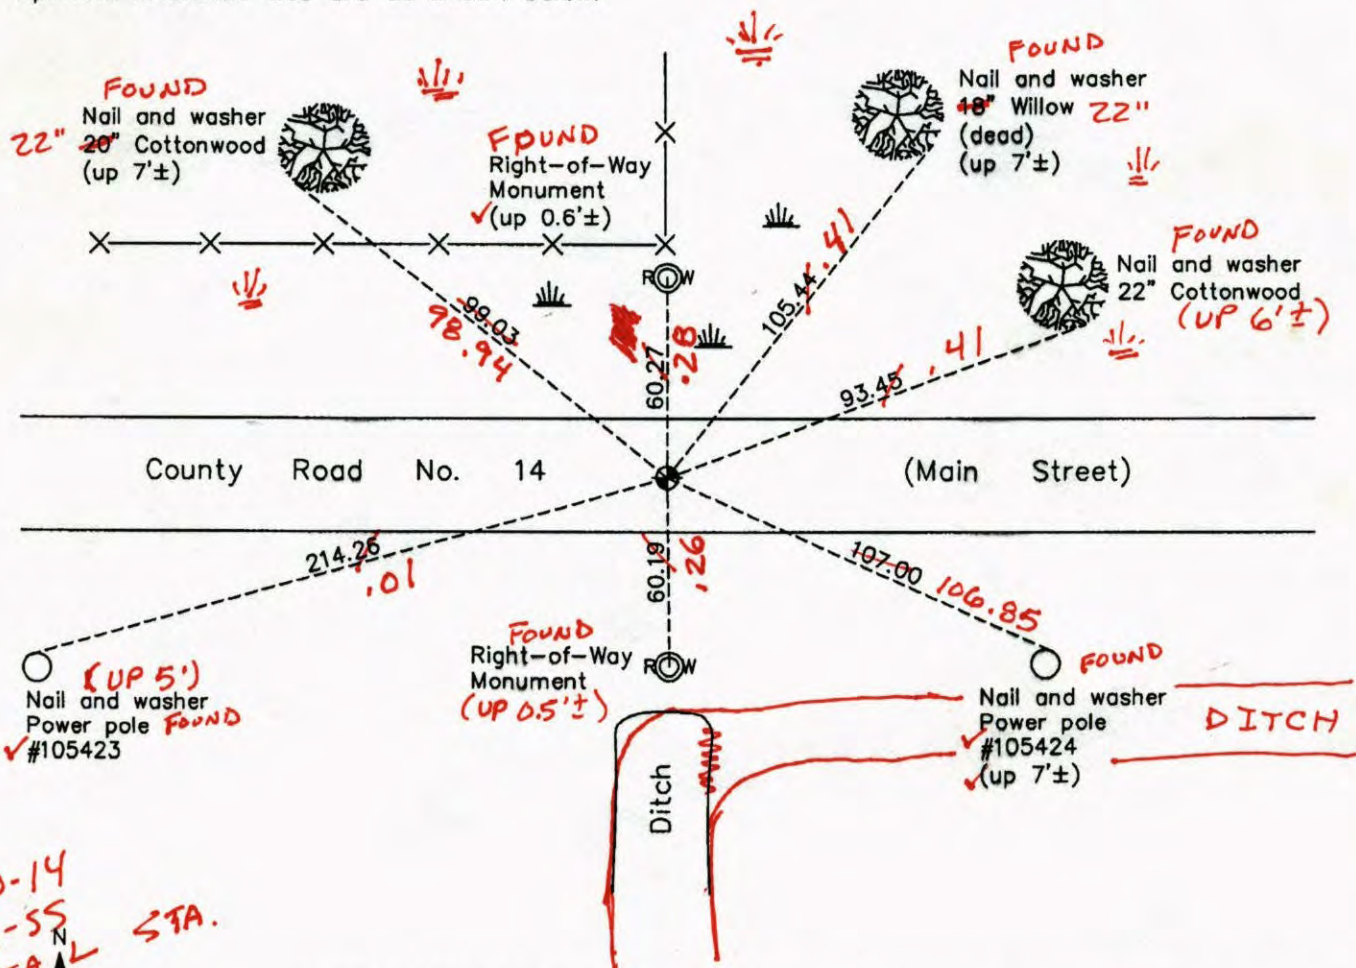 FOUND
Nail and washer
22" 20" Cottonwood
(up 7'±)
FOUND
Right-of-Way
Monument
(up 0.6'±)
FOUND
Nail and washer
18" Willow 22"
(dead)
(up 7'±)
FOUND
Nail and washer
22" Cottonwood
(UP 6'±)
R W
99.03
98.94
60.27
.28
105.44
.41
93.45
.41
County Road No. 14 (Main Street)
214.26
.01
60.19
.26
107.00
106.85
(UP 5')
Nail and washer
Power pole FOUND
#105423
FOUND
Right-of-Way
Monument
(UP 0.5'±)
R W
FOUND
Nail and washer
Power pole
#105424
(up 7'±)
DITCH
Ditch
-14
-55
STA.
N